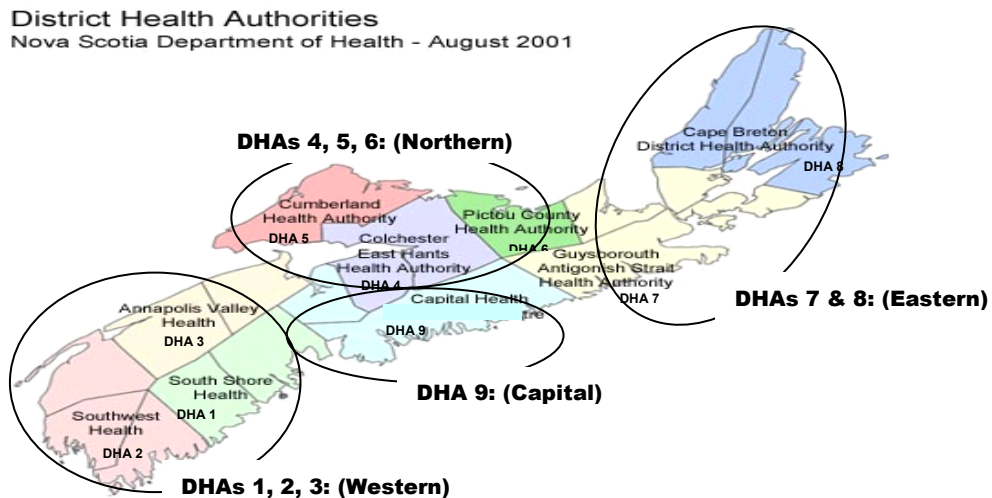 District Health Authorities
Nova Scotia Department of Health - August 2001
DHAs 4, 5, 6: (Northern)
Cape Breton
District Health Authority
DHA 8
Cumberland
Health Authority
DHA 5
Pictou County
Health Authority
DHA 6
Colchester
East Hants
Health Authority
DHA 4
Guysborouth
Antigonish Strait
Health Authority
DHA 7
DHAs 7 & 8: (Eastern)
Capital Health
tre
DHA 9
DHA 9: (Capital)
Annapolis Valley
Health
DHA 3
South Shore
Health
DHA 1
Southwest
Health
DHA 2
DHAs 1, 2, 3: (Western)